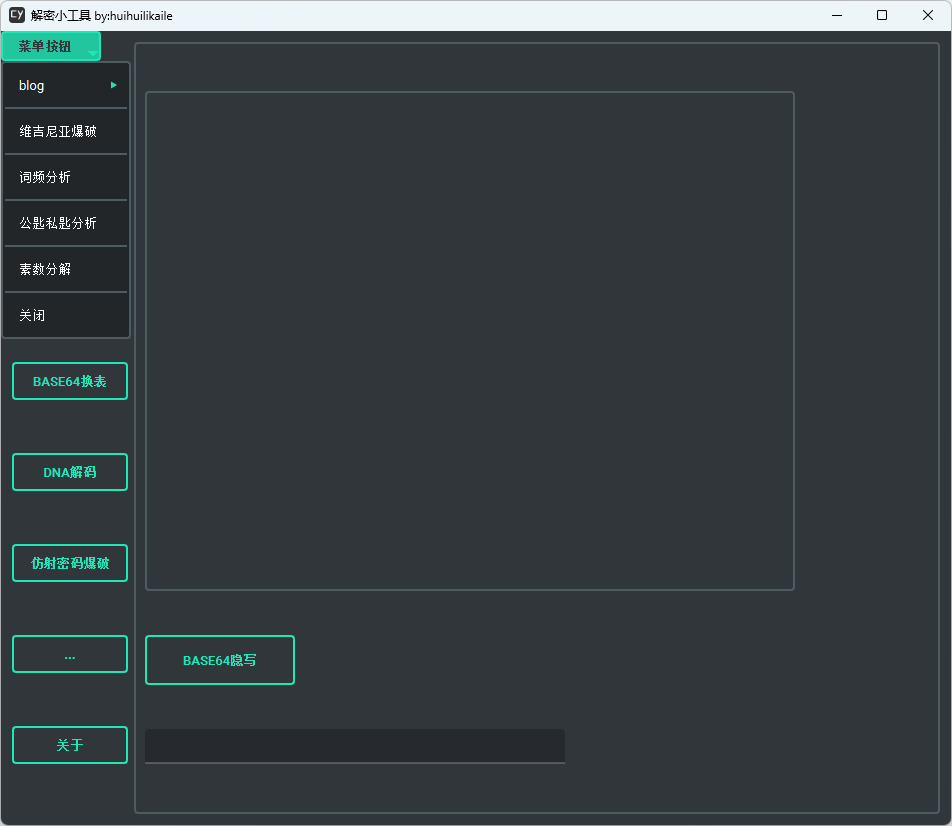 CY 解密小工具 by:huihuilikaile
菜单按钮
blog
维吉尼亚爆破
词频分析
公匙私匙分析
素数分解
关闭
BASE64换表
DNA解码
仿射密码爆破
...
关于
BASE64隐写